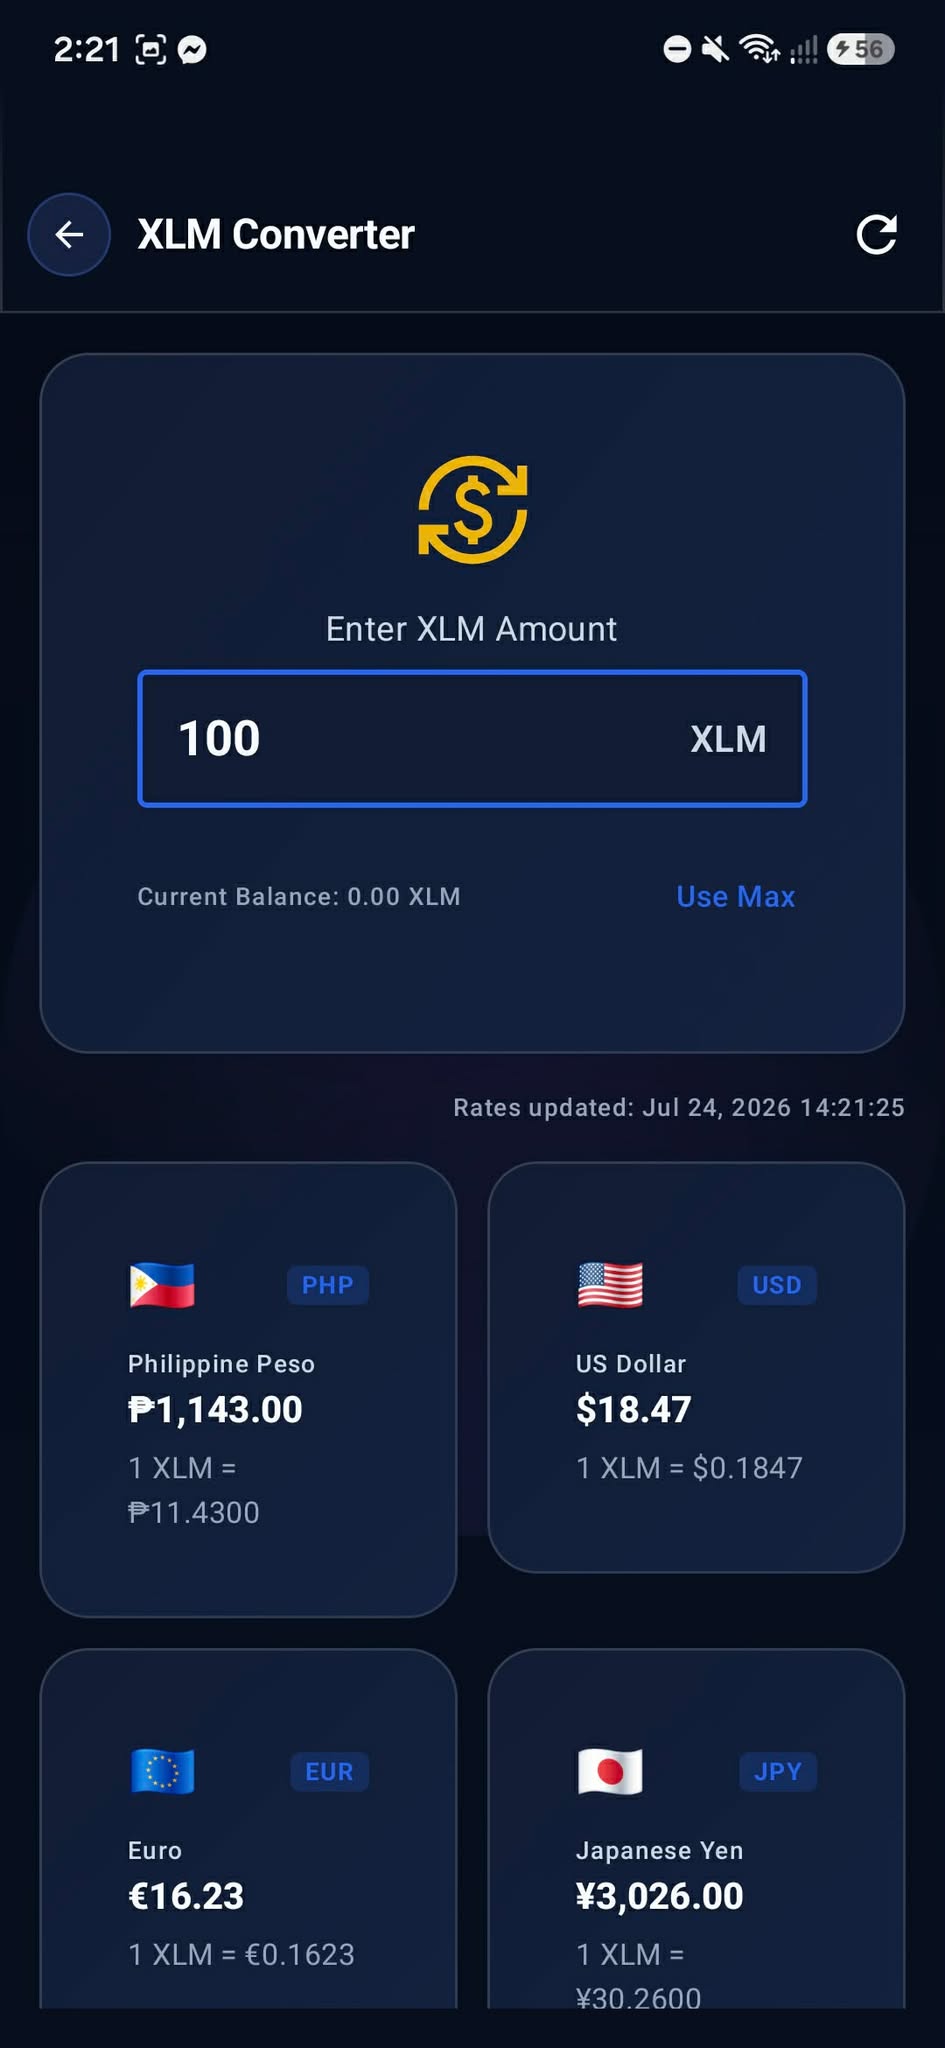 2:21
56
XLM Converter
Enter XLM Amount
100 XLM
Current Balance: 0.00 XLM Use Max
Rates updated: Jul 24, 2026 14:21:25
PHP
Philippine Peso
₱1,143.00
1 XLM =
₱11.4300
USD
US Dollar
$18.47
1 XLM = $0.1847
EUR
Euro
€16.23
1 XLM = €0.1623
JPY
Japanese Yen
¥3,026.00
1 XLM =
¥30.2600